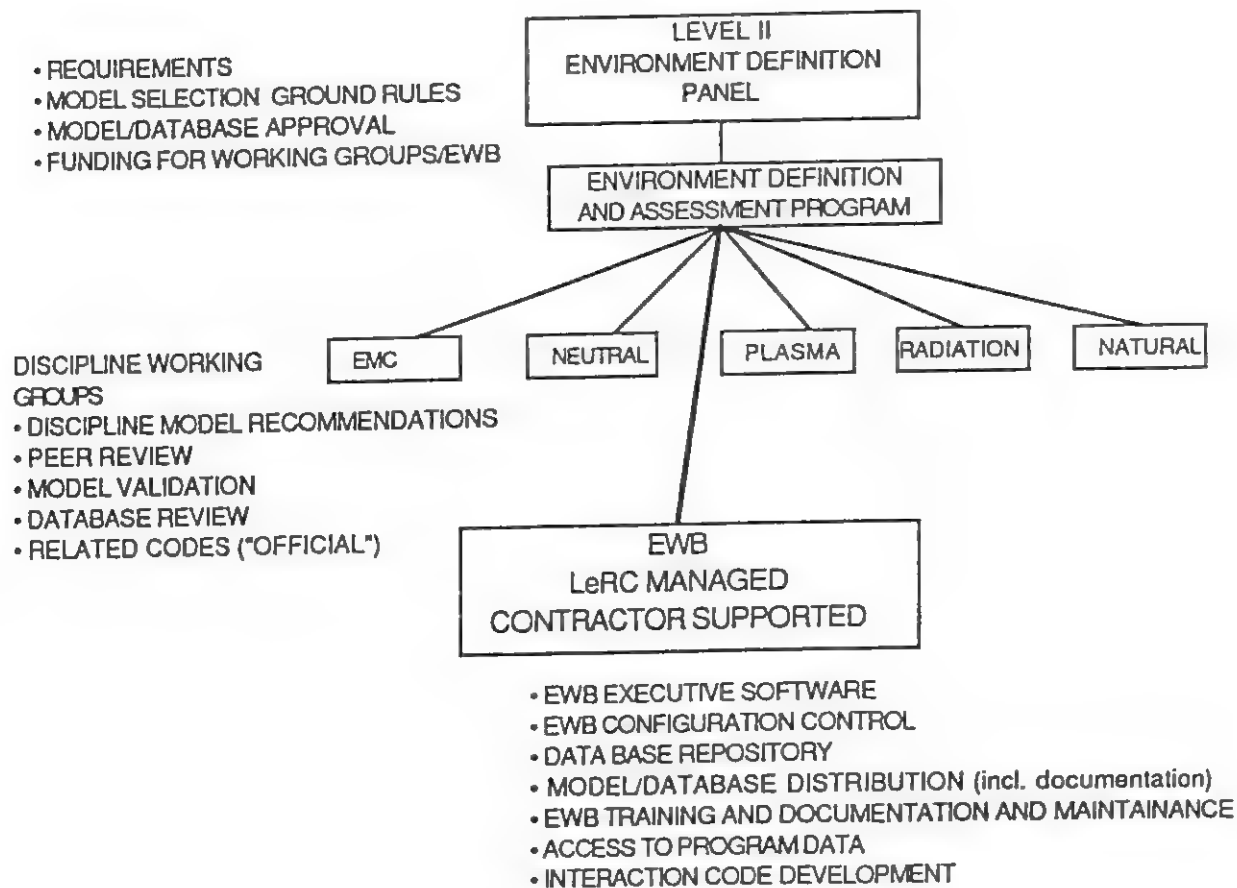 LEVEL II
ENVIRONMENT DEFINITION
PANEL
• REQUIREMENTS
• MODEL SELECTION GROUND RULES
• MODEL/DATABASE APPROVAL
• FUNDING FOR WORKING GROUPS/EWB
ENVIRONMENT DEFINITION
AND ASSESSMENT PROGRAM
EMC
NEUTRAL
PLASMA
RADIATION
NATURAL
DISCIPLINE WORKING
GROUPS
• DISCIPLINE MODEL RECOMMENDATIONS
• PEER REVIEW
• MODEL VALIDATION
• DATABASE REVIEW
• RELATED CODES ("OFFICIAL")
EWB
LeRC MANAGED
CONTRACTOR SUPPORTED
• EWB EXECUTIVE SOFTWARE
• EWB CONFIGURATION CONTROL
• DATA BASE REPOSITORY
• MODEL/DATABASE DISTRIBUTION (incl. documentation)
• EWB TRAINING AND DOCUMENTATION AND MAINTAINANCE
• ACCESS TO PROGRAM DATA
• INTERACTION CODE DEVELOPMENT